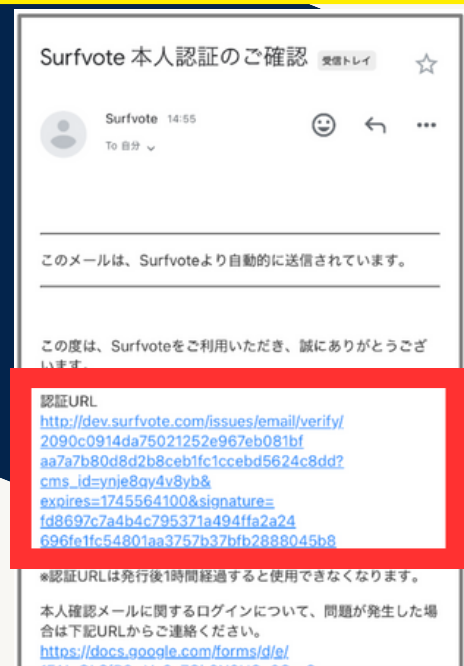 Surfvote 本人認証のご確認 受信トレイ
Surfvote 14:55
To 自分
このメールは、Surfvoteより自動的に送信されています。
この度は、Surfvoteをご利用いただき、誠にありがとうござ
います。
認証URL
http://dev.surfvote.com/issues/email/verify/
2090c0914da75021252e967eb081bf
aa7a7b80d8d2b8ceb1fc1ccebd5624c8dd?
cms_id=ynje8qy4v8yb&
expires=1745564100&signature=
fd8697c7a4b4c795371a494ffa2a24
696fe1fc54801aa3757b37bfb2888045b8
※認証URLは発行後1時間経過すると使用できなくなります。
本人確認メールに関するログインについて、問題が発生した場
合は下記URLからご連絡ください。
https://docs.google.com/forms/d/e/